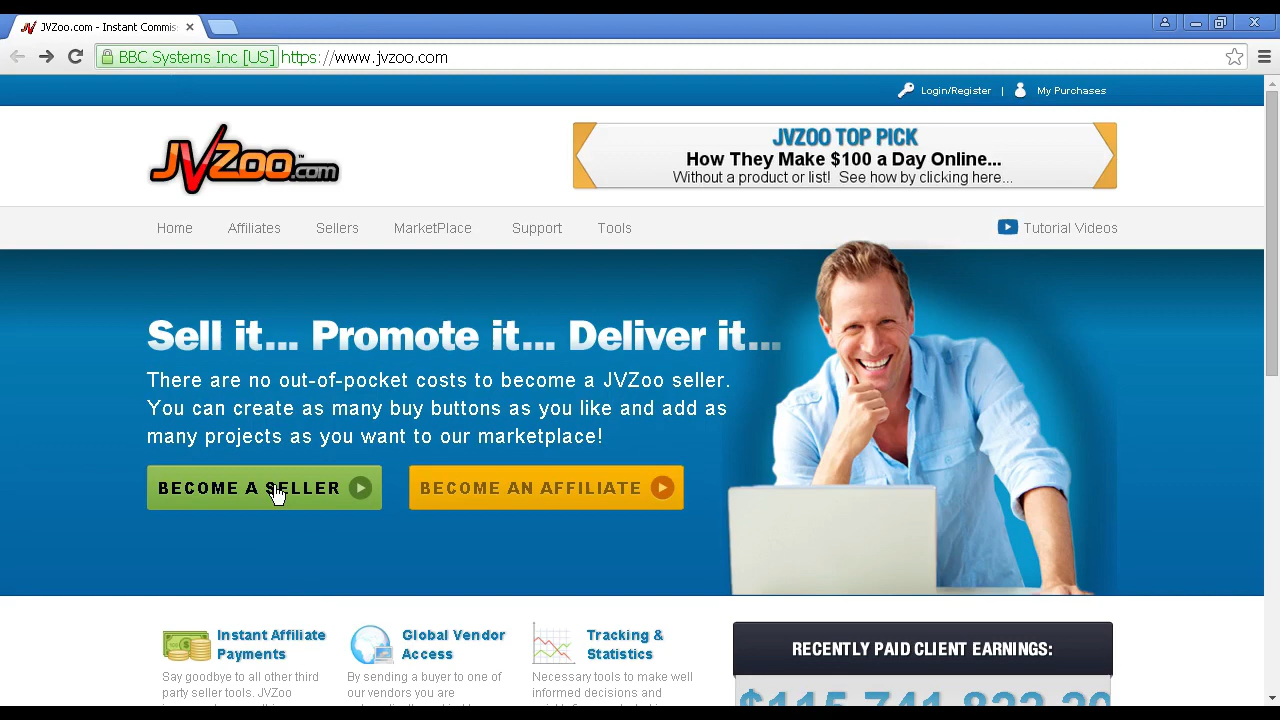 JVZoo.com - Instant Commis
BBC Systems Inc [US] https://www.jvzoo.com
Login/Register | My Purchases
JVZoo.com™
JVZOO TOP PICK
How They Make $100 a Day Online...
Without a product or list! See how by clicking here...
Home Affiliates Sellers MarketPlace Support Tools Tutorial Videos
Sell it... Promote it... Deliver it...
There are no out-of-pocket costs to become a JVZoo seller.
You can create as many buy buttons as you like and add as
many projects as you want to our marketplace!
BECOME A SELLER BECOME AN AFFILIATE
Instant Affiliate
Payments
Say goodbye to all other third
party seller tools. JVZoo
Global Vendor
Access
By sending a buyer to one of
our vendors you are
Tracking &
Statistics
Necessary tools to make well
informed decisions and
RECENTLY PAID CLIENT EARNINGS:
$115,741,822.20